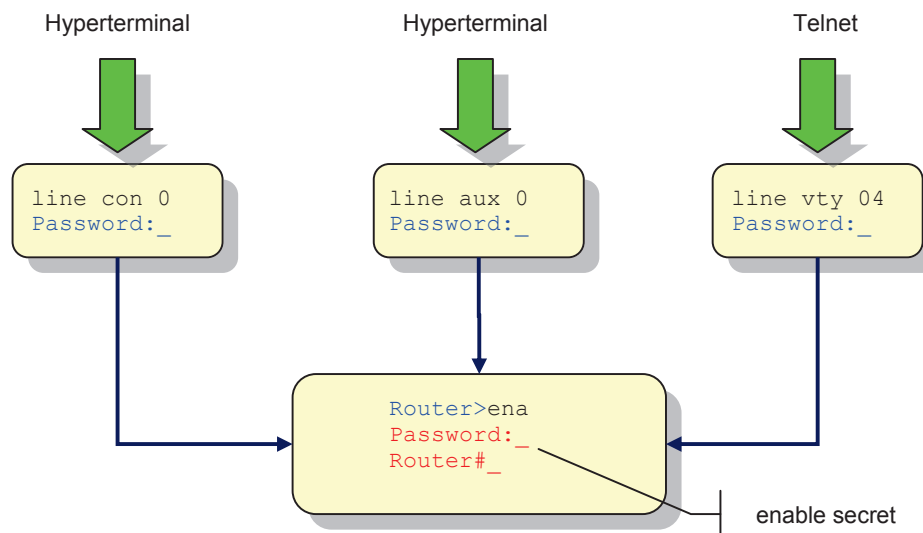 Hyperterminal
Hyperterminal
Telnet
line con 0
Password:_
line aux 0
Password:_
line vty 04
Password:_
Router>ena
Password:_
Router#_
enable secret